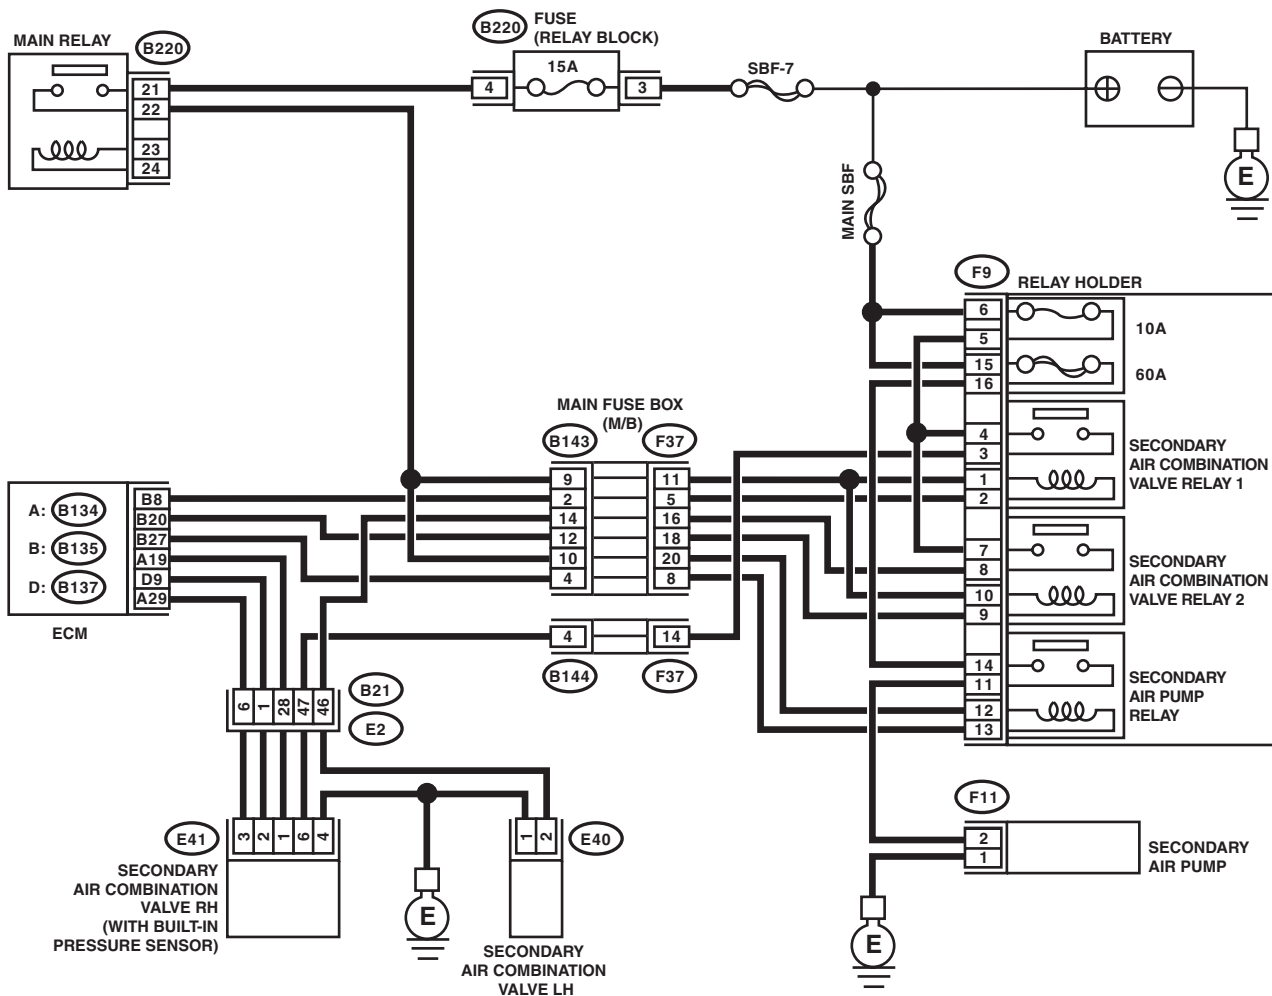 MAIN RELAY
B220
21
22
23
24
B220
FUSE
(RELAY BLOCK)
15A
4
3
SBF-7
BATTERY
E
MAIN SBF
F9
RELAY HOLDER
6
5
15
16
4
3
1
2
7
8
10
9
14
11
12
13
10A
60A
SECONDARY
AIR COMBINATION
VALVE RELAY 1
SECONDARY
AIR COMBINATION
VALVE RELAY 2
SECONDARY
AIR PUMP
RELAY
MAIN FUSE BOX
(M/B)
B143
F37
9
11
2
5
14
16
12
18
10
20
4
8
4
14
B144
F37
A: B134
B: B135
D: B137
B8
B20
B27
A19
D9
A29
ECM
6
1
28
47
46
B21
E2
E41
3
2
1
6
4
SECONDARY
AIR COMBINATION
VALVE RH
(WITH BUILT-IN
PRESSURE SENSOR)
E
1
2
E40
SECONDARY
AIR COMBINATION
VALVE LH
F11
2
1
SECONDARY
AIR PUMP
E